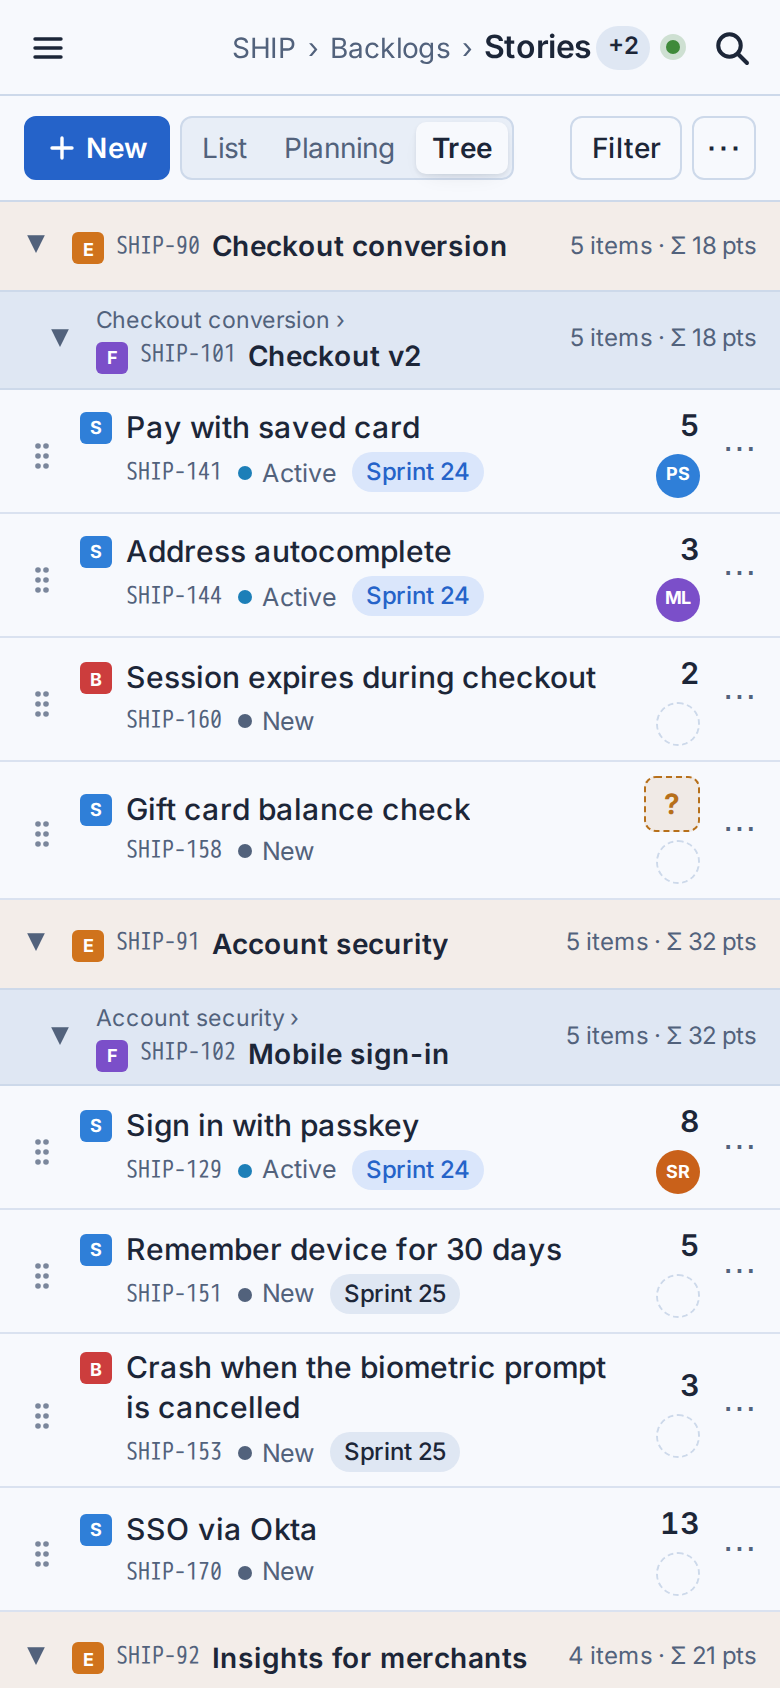 SHIP › Backlogs › Stories +2
+ New List Planning Tree Filter ...
▼ E SHIP-90 Checkout conversion 5 items · Σ 18 pts
Checkout conversion ›
▼ F SHIP-101 Checkout v2 5 items · Σ 18 pts
S Pay with saved card 5 ...
SHIP-141 Active Sprint 24 PS
S Address autocomplete 3 ...
SHIP-144 Active Sprint 24 ML
B Session expires during checkout 2 ...
SHIP-160 New
S Gift card balance check ? ...
SHIP-158 New
▼ E SHIP-91 Account security 5 items · Σ 32 pts
Account security ›
▼ F SHIP-102 Mobile sign-in 5 items · Σ 32 pts
S Sign in with passkey 8 ...
SHIP-129 Active Sprint 24 SR
S Remember device for 30 days 5 ...
SHIP-151 New Sprint 25
B Crash when the biometric prompt
is cancelled 3 ...
SHIP-153 New Sprint 25
S SSO via Okta 13 ...
SHIP-170 New
▼ E SHIP-92 Insights for merchants 4 items · Σ 21 pts